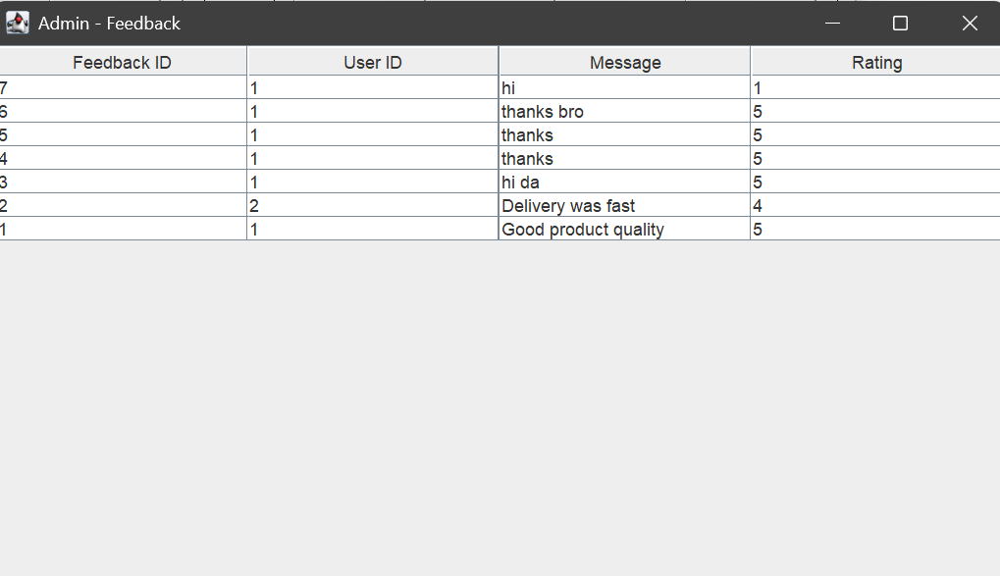 Admin - Feedback
Feedback ID User ID Message Rating
7 1 hi 1
6 1 thanks bro 5
5 1 thanks 5
4 1 thanks 5
3 1 hi da 5
2 2 Delivery was fast 4
1 1 Good product quality 5